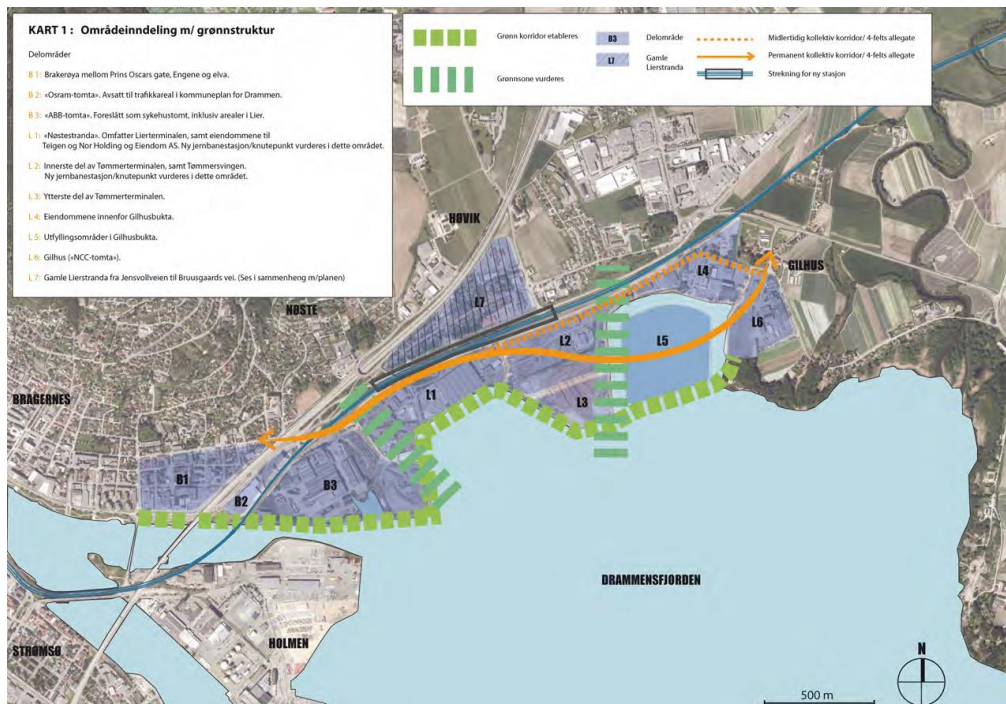 KART 1 : Områdeinndeling m/ grønnstruktur
Delområder
B 1: Brakerøya mellom Prins Oscars gate, Engene og elva.
B 2: «Osram-tomta». Avsatt til trafikkareal i kommuneplan for Drammen.
B 3: «ABB-tomta». Foreslått som sykehustomt, inklusiv arealer i Lier.
L 1: «Nøstestranda». Omfatter Lierterminalen, samt eiendommene til
Teigen og Nor Holding og Eiendom AS. Ny jernbanestasjon/knutepunkt vurderes i dette området.
L 2: Innerste del av Tømmerterminalen, samt Tømmersvingen.
Ny jernbanestasjon/knutepunkt vurderes i dette området.
L 3: Ytterste del av Tømmerterminalen.
L 4: Eiendommene innenfor Gilhusbukta.
L 5: Utfyllingsområder i Gilhusbukta.
L 6: Gilhus («NCC-tomta»).
L 7: Gamle Lierstranda fra Jensvollveien til Bruusgaards vei. (Ses i sammenheng m/planen)
Grønn korridor etableres
Grønnsone vurderes
B3
Delområde
L7
Gamle
Lierstranda
Midlertidig kollektiv korridor/ 4-felts allegate
Permanent kollektiv korridor/ 4-felts allegate
Strekning for ny stasjon
HØVIK
GILHUS
L4
L7
NØSTE
L2
L5
L6
L1
L3
BRAGERNES
B1
B2
B3
DRAMMENSFJORDEN
HOLMEN
STRØMSØ
N
500 m